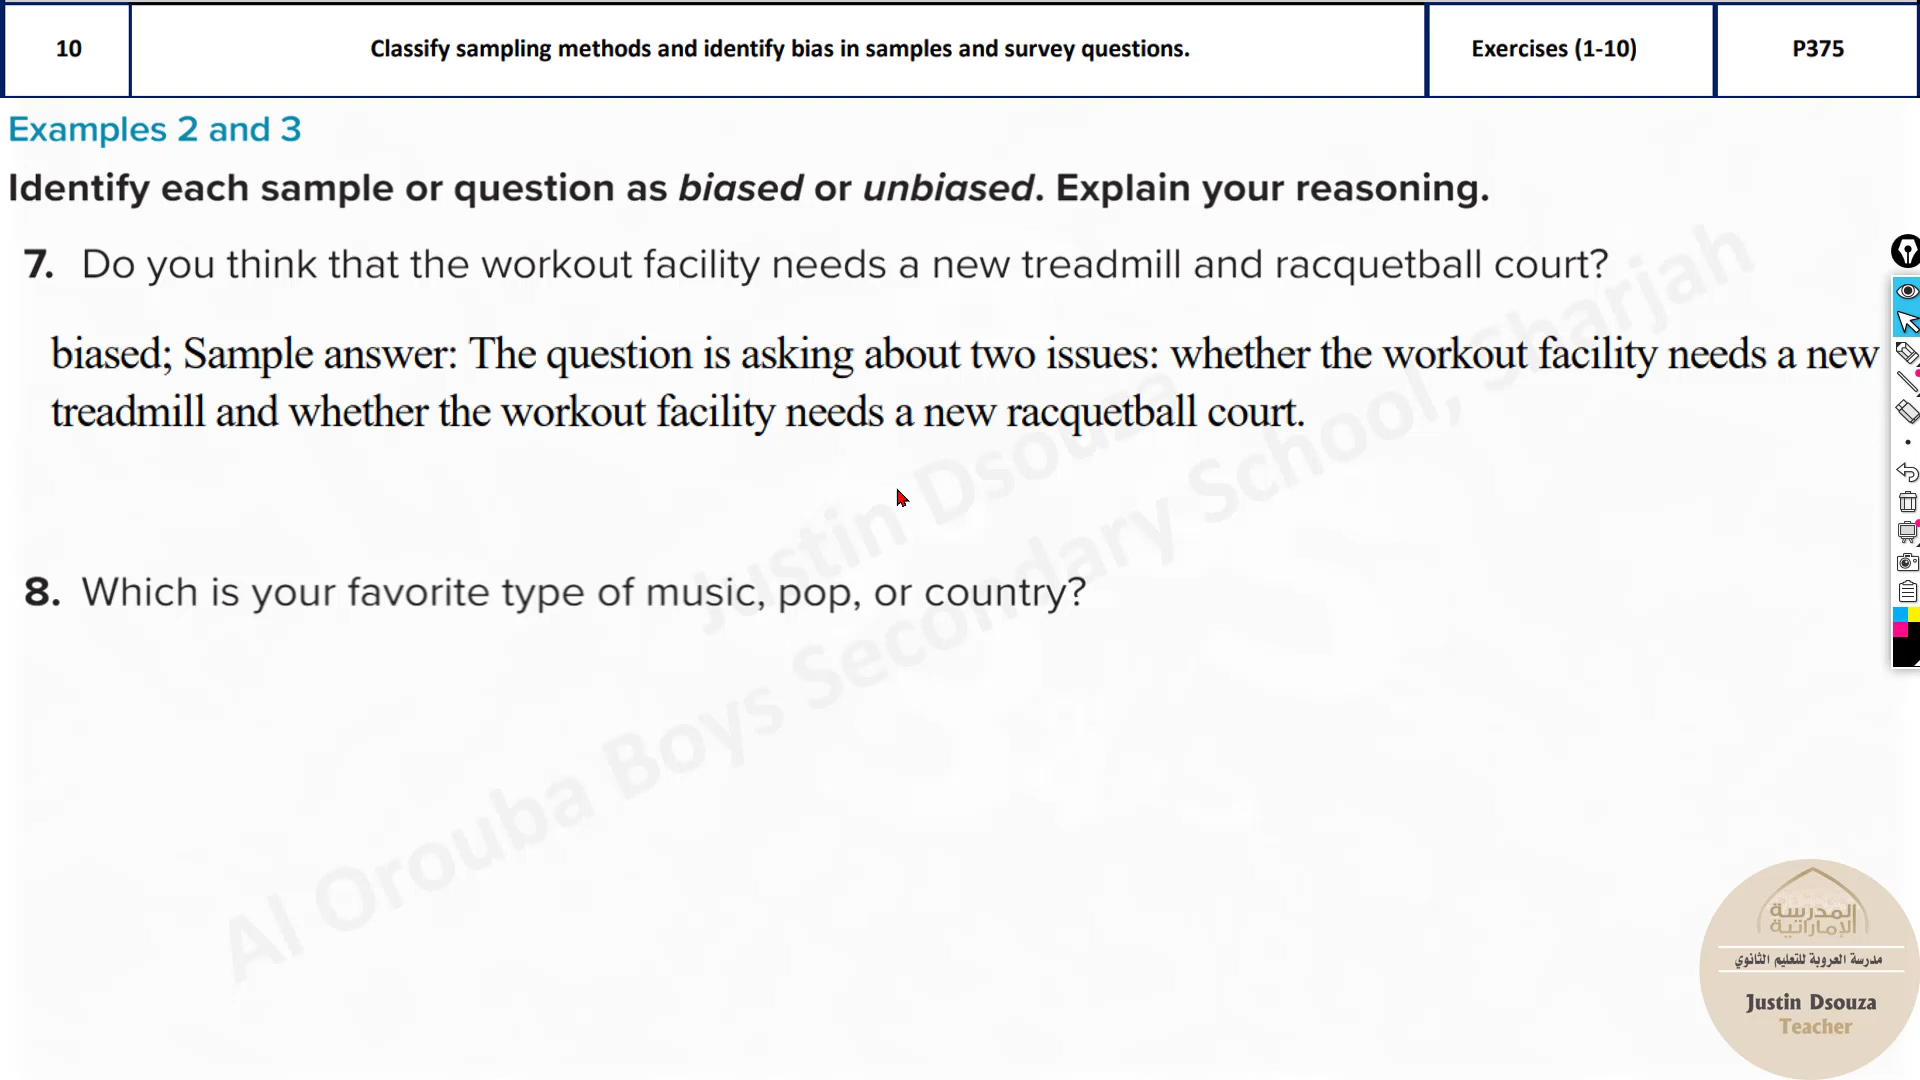 10
Classify sampling methods and identify bias in samples and survey questions.
Exercises (1-10)
P375
Examples 2 and 3
Identify each sample or question as biased or unbiased. Explain your reasoning.
7. Do you think that the workout facility needs a new treadmill and racquetball court?
biased; Sample answer: The question is asking about two issues: whether the workout facility needs a new
treadmill and whether the workout facility needs a new racquetball court.
8. Which is your favorite type of music, pop, or country?
Justin Dsouza
Al Orouba Boys Secondary School, Sharjah
المدرسة
الإماراتية
مدرسة العروبة للتعليم الثانوي
Justin Dsouza
Teacher